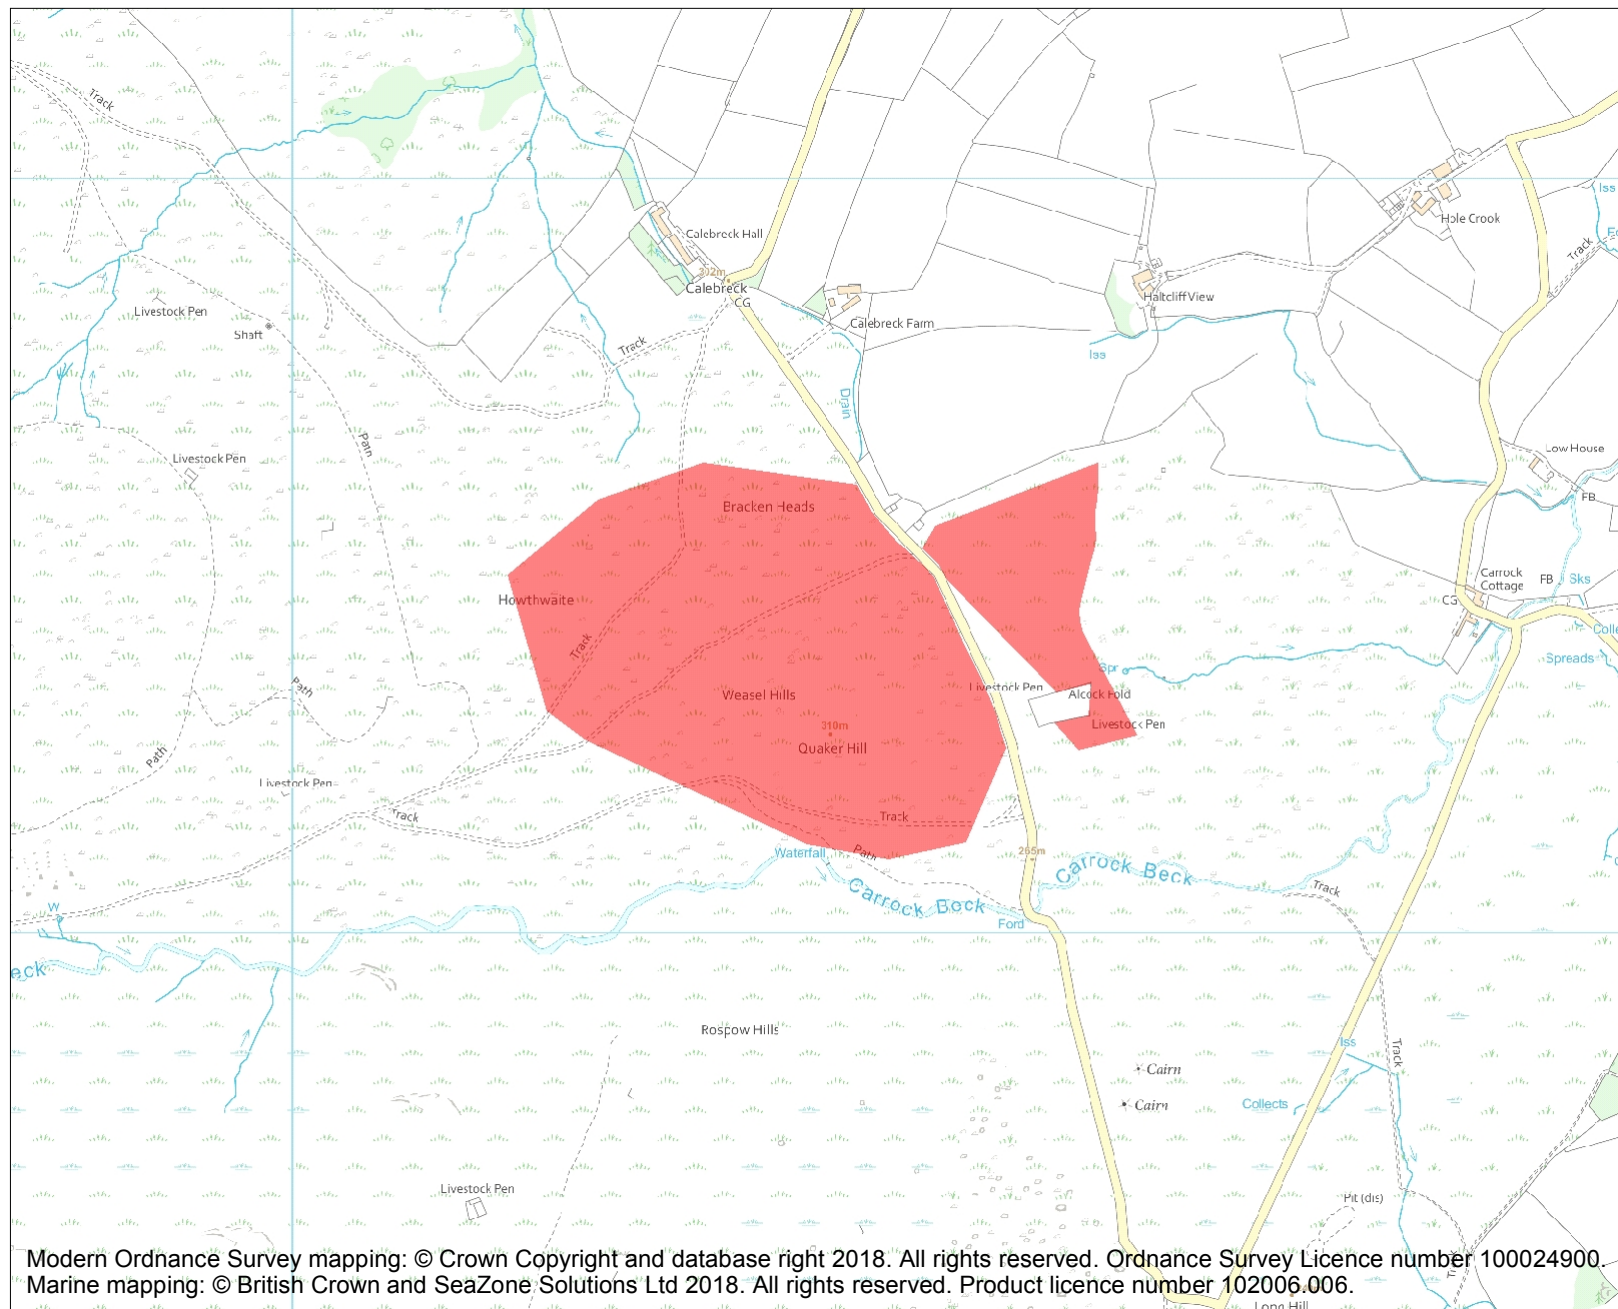 Track
Iss
Hole Crook
Fo
Calebreck Hall
Track
302m
Calebreck
CG
Haltcliff View
Livestock Pen
Calebreck Farm
Shaft
Track
Iss
Drain
Path
Low House
Livestock Pen
FB
Bracken Heads
Carrock
Cottage
FB
Sks
Howthwaite
CG
Colle
Track
Spreads
Spr
Path
Livestock Pen
Alcock Fold
Weasel Hills
310m
Livestock Pen
Quaker Hill
Path
Livestock Pen
Track
Track
Waterfall
Path
265m
Carrock Beck
Carrock Beck
Track
W
Ford
eck
Rospow Hills
Iss
Track
Cairn
Collects
Cairn
Livestock Pen
Pit (dis)
Track
Modern Ordnance Survey mapping: © Crown Copyright and database right 2018. All rights reserved. Ordnance Survey Licence number 100024900.
Marine mapping: © British Crown and SeaZone Solutions Ltd 2018. All rights reserved. Product licence number 102006.006.
Long Hill